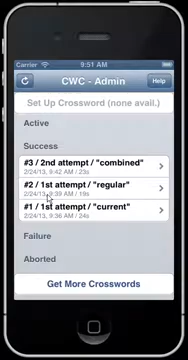 Carrier 9:51 AM
CWC - Admin Help
Set Up Crossword (none avail.)
Active
Success
#3 / 2nd attempt / "combined"
2/24/13, 9:42 AM / 23s
#2 / 1st attempt / "regular"
2/24/13, 9:39 AM / 19s
#1 / 1st attempt / "current"
2/24/13, 9:36 AM / 24s
Failure
Aborted
Get More Crosswords